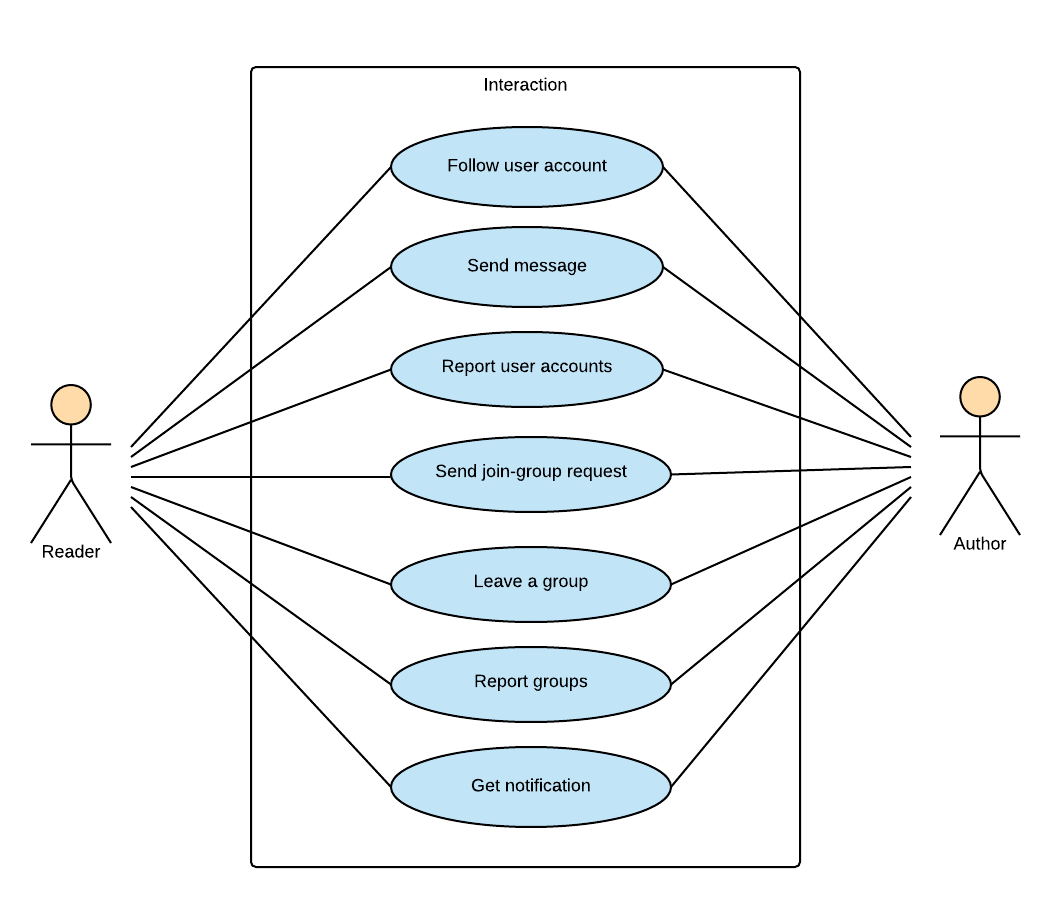 Interaction
Follow user account
Send message
Report user accounts
Send join-group request
Leave a group
Report groups
Get notification
Reader
Author